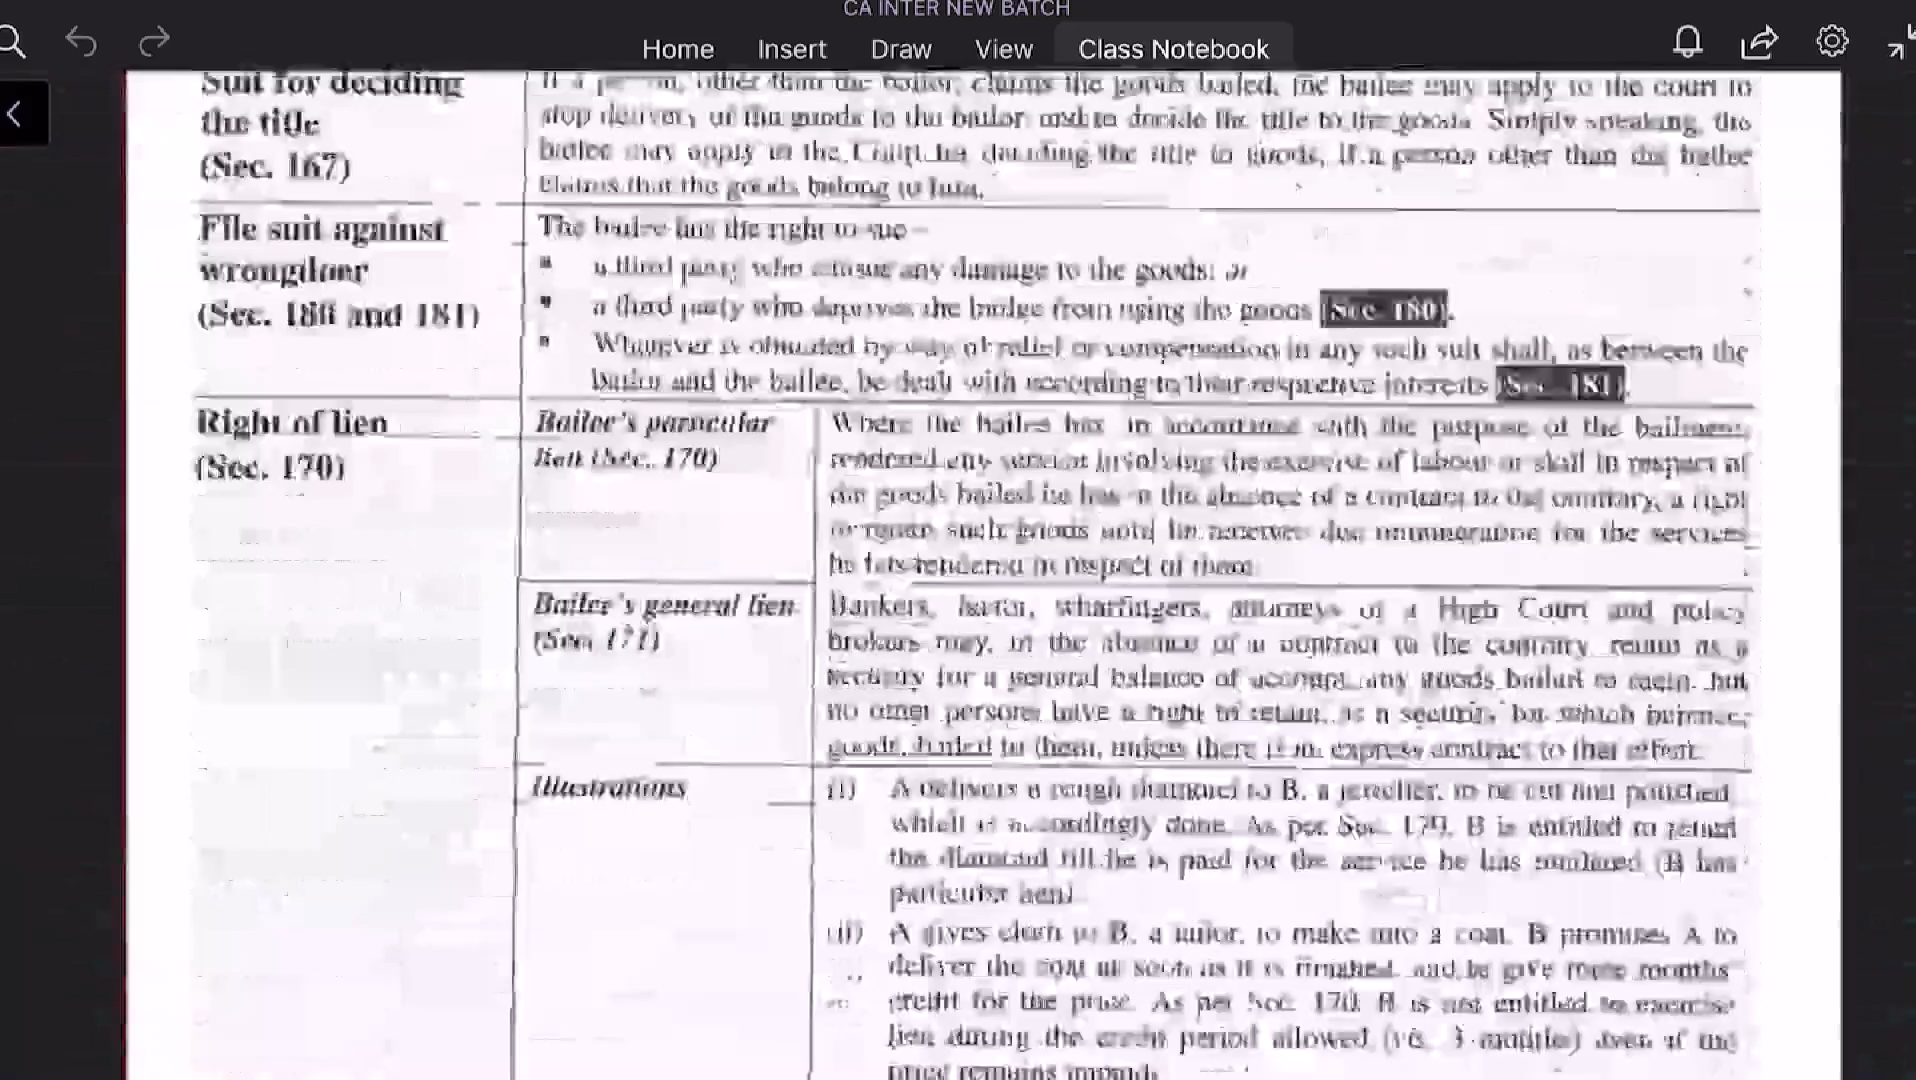 CA INTER NEW BATCH
Home Insert Draw View Class Notebook
Suit for deciding
the title
(Sec. 167)
If a person, other than the bailor, claims the goods bailed, the bailee may apply to the court to
stop delivery of the goods to the bailor and to decide the title to the goods. Simply speaking, the
bailee may apply to the Court for deciding the title to goods, if a person other than the bailor
claims that the goods belong to him.
File suit against
wrongdoer
(Sec. 180 and 181)
The bailee has the right to sue –
a third party who causes any damage to the goods; or
a third party who deprives the bailee from using the goods (Sec. 180).
Whatever is obtained by way of relief or compensation in any such suit shall, as between the
bailor and the bailee, be dealt with according to their respective interests (Sec. 181).
Right of lien
(Sec. 170)
Bailee's particular
lien (Sec. 170)
Where the bailee has in accordance with the purpose of the bailment,
rendered any service involving the exercise of labour or skill in respect of
the goods bailed he has in the absence of a contract to the contrary, a right
to retain such goods until he receives due remuneration for the services
he has rendered in respect of them.
Bailee's general lien
(Sec. 171)
Bankers, factor, wharfingers, attorneys of a High Court and policy
brokers may, in the absence of a contract to the contrary retain as a
security for a general balance of account, any goods bailed to them, but
no other persons have a right to retain, as a security for which balance,
goods, bailed to them, unless there is an express contract to that effect.
Illustrations
(i) A delivers a rough diamond to B, a jeweller, to be cut and polished
which is accordingly done. As per Sec. 170, B is entitled to retain
the diamond till he is paid for the service he has rendered (B has
particular lien).
(ii) A gives cloth to B, a tailor, to make into a coat. B promises A to
deliver the coat as soon as it is finished, and to give three months
credit for the price. As per Sec. 170, B is not entitled to exercise
lien during the credit period allowed (viz. 3 months) even if the
price remains unpaid.